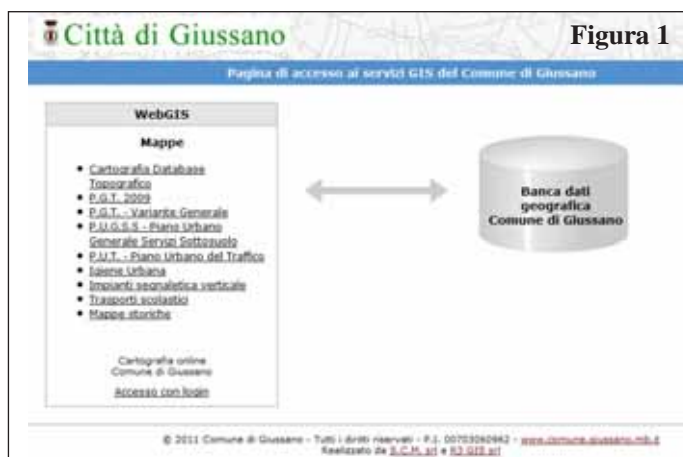 Città di Giussano
Figura 1
Pagina di accesso ai servizi GIS del Comune di Giussano
WebGIS
Mappe
• Cartografia Database
Topografico
• P.G.T. 2009
• P.G.T. - Variante Generale
• P.U.G.S.S - Piano Urbano
Generale Servizi Sottosuolo
• P.U.T. - Piano Urbano del Traffico
• Igiene Urbana
• Impianti segnaletica verticale
• Trasporti scolastici
• Mappe storiche
Cartografia online
Comune di Giussano
Accesso con login
Banca dati
geografica
Comune di Giussano
© 2011 Comune di Giussano - Tutti i diritti riservati - P.I. 00703060962 - www.comune.giussano.mb.it
Realizzato da S.C.M. srl e R3 GIS srl